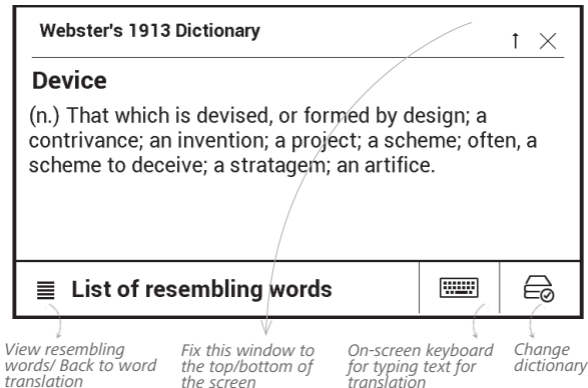 Webster's 1913 Dictionary
Device
(n.) That which is devised, or formed by design; a
contrivance; an invention; a project; a scheme; often, a
scheme to deceive; a stratagem; an artifice.
List of resembling words
View resembling
words/ Back to word
translation
Fix this window to
the top/bottom of
the screen
On-screen keyboard
for typing text for
translation
Change
dictionary